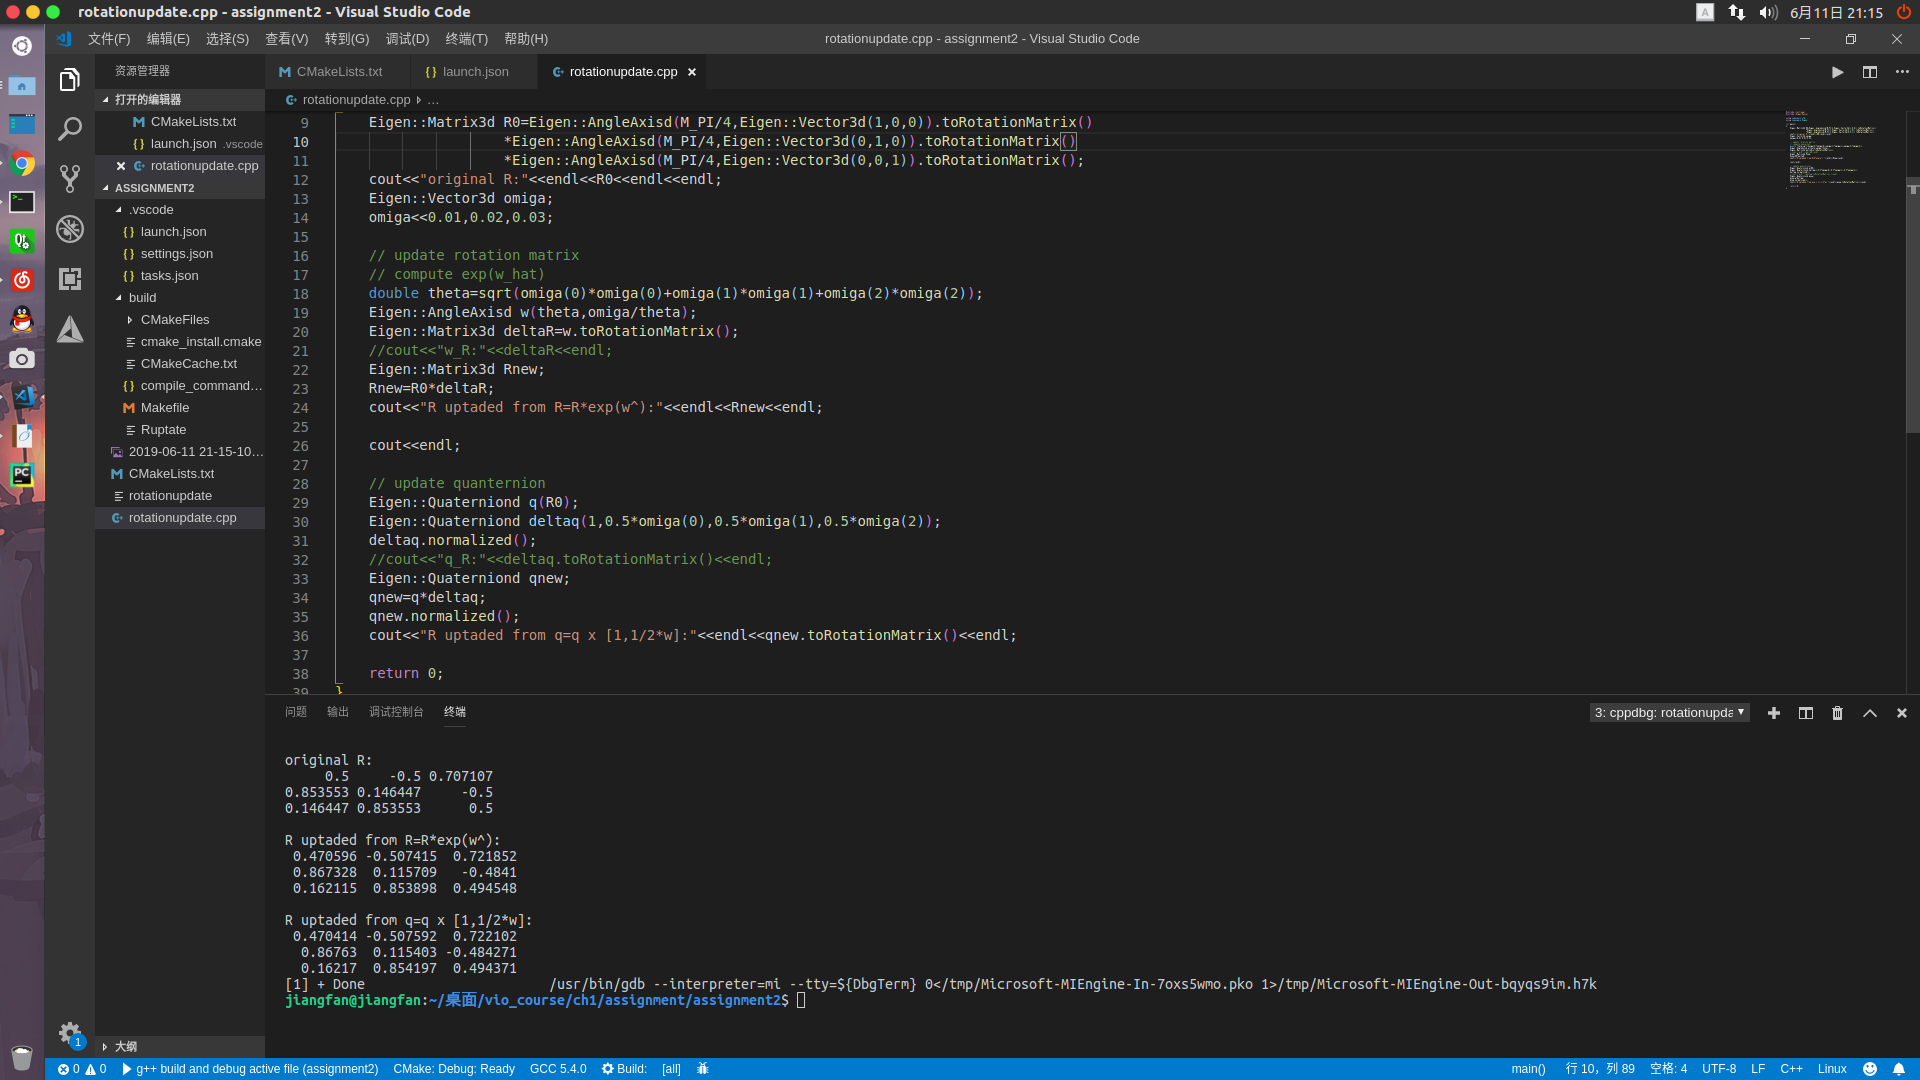 rotationupdate.cpp - assignment2 - Visual Studio Code
6月11日 21:15
文件(F) 编辑(E) 选择(S) 查看(V) 转到(G) 调试(D) 终端(T) 帮助(H)
rotationupdate.cpp - assignment2 - Visual Studio Code
资源管理器
CMakeLists.txt
launch.json
rotationupdate.cpp
rotationupdate.cpp › …
打开的编辑器
CMakeLists.txt
launch.json .vscode
rotationupdate.cpp
ASSIGNMENT2
.vscode
launch.json
settings.json
tasks.json
build
CMakeFiles
cmake_install.cmake
CMakeCache.txt
compile_command...
Makefile
Ruptate
2019-06-11 21-15-10...
CMakeLists.txt
rotationupdate
rotationupdate.cpp
大纲
9 Eigen::Matrix3d R0=Eigen::AngleAxisd(M_PI/4,Eigen::Vector3d(1,0,0)).toRotationMatrix()
10 *Eigen::AngleAxisd(M_PI/4,Eigen::Vector3d(0,1,0)).toRotationMatrix()
11 *Eigen::AngleAxisd(M_PI/4,Eigen::Vector3d(0,0,1)).toRotationMatrix();
12 cout<<"original R:"<<endl<<R0<<endl<<endl;
13 Eigen::Vector3d omiga;
14 omiga<<0.01,0.02,0.03;
15
16 // update rotation matrix
17 // compute exp(w_hat)
18 double theta=sqrt(omiga(0)*omiga(0)+omiga(1)*omiga(1)+omiga(2)*omiga(2));
19 Eigen::AngleAxisd w(theta,omiga/theta);
20 Eigen::Matrix3d deltaR=w.toRotationMatrix();
21 //cout<<"w_R:"<<deltaR<<endl;
22 Eigen::Matrix3d Rnew;
23 Rnew=R0*deltaR;
24 cout<<"R uptaded from R=R*exp(w^):"<<endl<<Rnew<<endl;
25
26 cout<<endl;
27
28 // update quanternion
29 Eigen::Quaterniond q(R0);
30 Eigen::Quaterniond deltaq(1,0.5*omiga(0),0.5*omiga(1),0.5*omiga(2));
31 deltaq.normalized();
32 //cout<<"q_R:"<<deltaq.toRotationMatrix()<<endl;
33 Eigen::Quaterniond qnew;
34 qnew=q*deltaq;
35 qnew.normalized();
36 cout<<"R uptaded from q=q x [1,1/2*w]:"<<endl<<qnew.toRotationMatrix()<<endl;
37
38 return 0;
39 }
问题 输出 调试控制台 终端
3: cppdbg: rotationupda
original R:
0.5 -0.5 0.707107
0.853553 0.146447 -0.5
0.146447 0.853553 0.5
R uptaded from R=R*exp(w^):
0.470596 -0.507415 0.721852
0.867328 0.115709 -0.4841
0.162115 0.853898 0.494548
R uptaded from q=q x [1,1/2*w]:
0.470414 -0.507592 0.722102
0.86763 0.115403 -0.484271
0.16217 0.854197 0.494371
[1] + Done /usr/bin/gdb --interpreter=mi --tty=${DbgTerm} 0</tmp/Microsoft-MIEngine-In-7oxs5wmo.pko 1>/tmp/Microsoft-MIEngine-Out-bqyqs9im.h7k
jiangfan@jiangfan:~/桌面/vio_course/ch1/assignment/assignment2$
1
0 0 g++ build and debug active file (assignment2) CMake: Debug: Ready GCC 5.4.0 Build: [all]
main() 行 10，列 89 空格: 4 UTF-8 LF C++ Linux